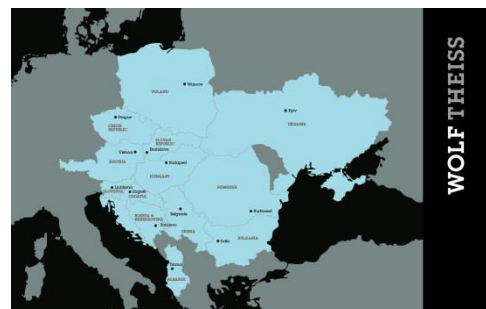 Warsaw
POLAND
Kyiv
UKRAINE
Prague
CZECH
REPUBLIC
SLOVAK
REPUBLIC
Bratislava
Vienna
AUSTRIA
Budapest
HUNGARY
Ljubljana
SLOVENIA
Zagreb
CROATIA
ROMANIA
Bucharest
BOSNIA &
HERZEGOVINA
Belgrade
Sarajevo
SERBIA
Sofia
BULGARIA
Tirana
ALBANIA
WOLF THEISS